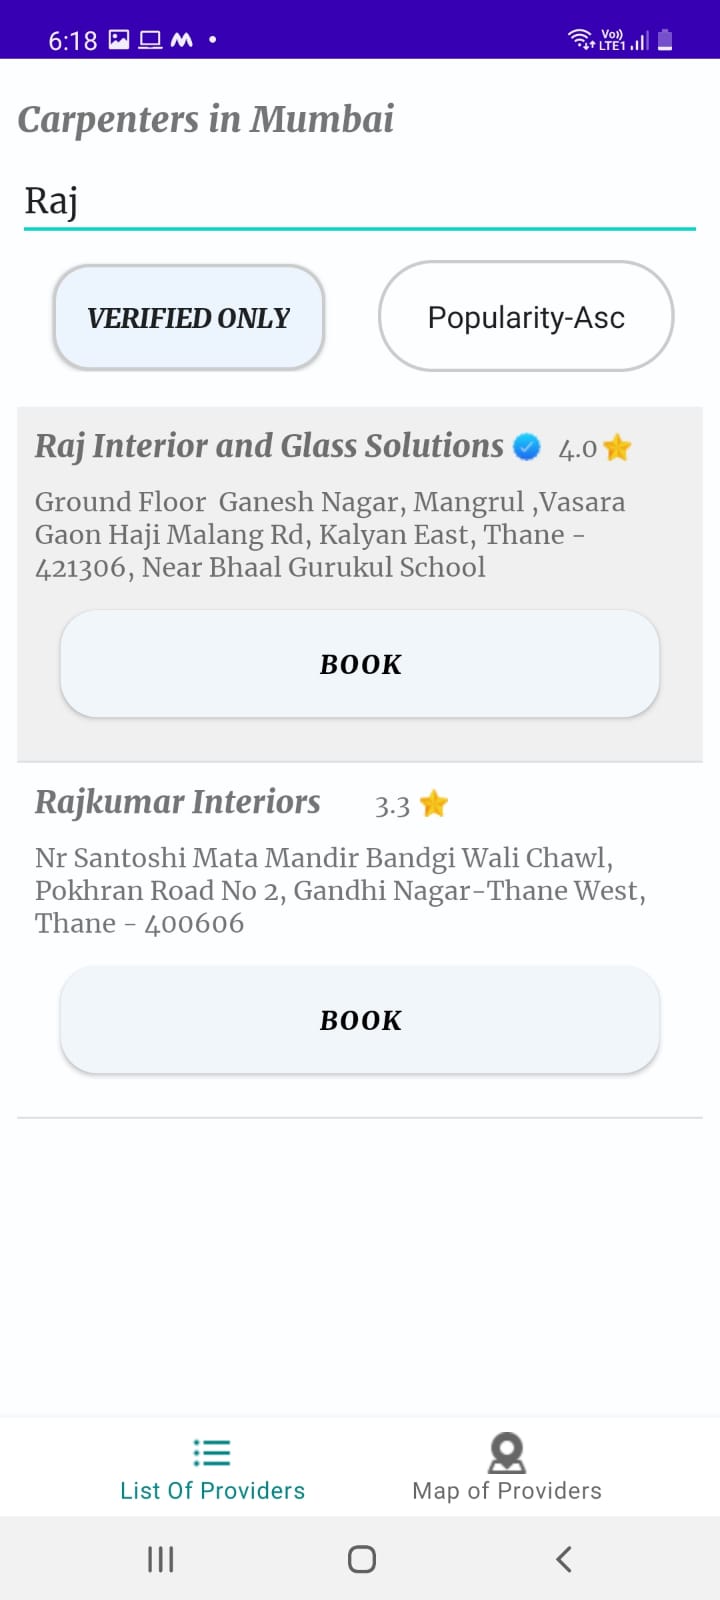 6:18 Vo)) LTE1
Carpenters in Mumbai
Raj
VERIFIED ONLY Popularity-Asc
Raj Interior and Glass Solutions 4.0
Ground Floor  Ganesh Nagar, Mangrul ,Vasara
Gaon Haji Malang Rd, Kalyan East, Thane -
421306, Near Bhaal Gurukul School
BOOK
Rajkumar Interiors 3.3
Nr Santoshi Mata Mandir Bandgi Wali Chawl,
Pokhran Road No 2, Gandhi Nagar-Thane West,
Thane - 400606
BOOK
List Of Providers Map of Providers